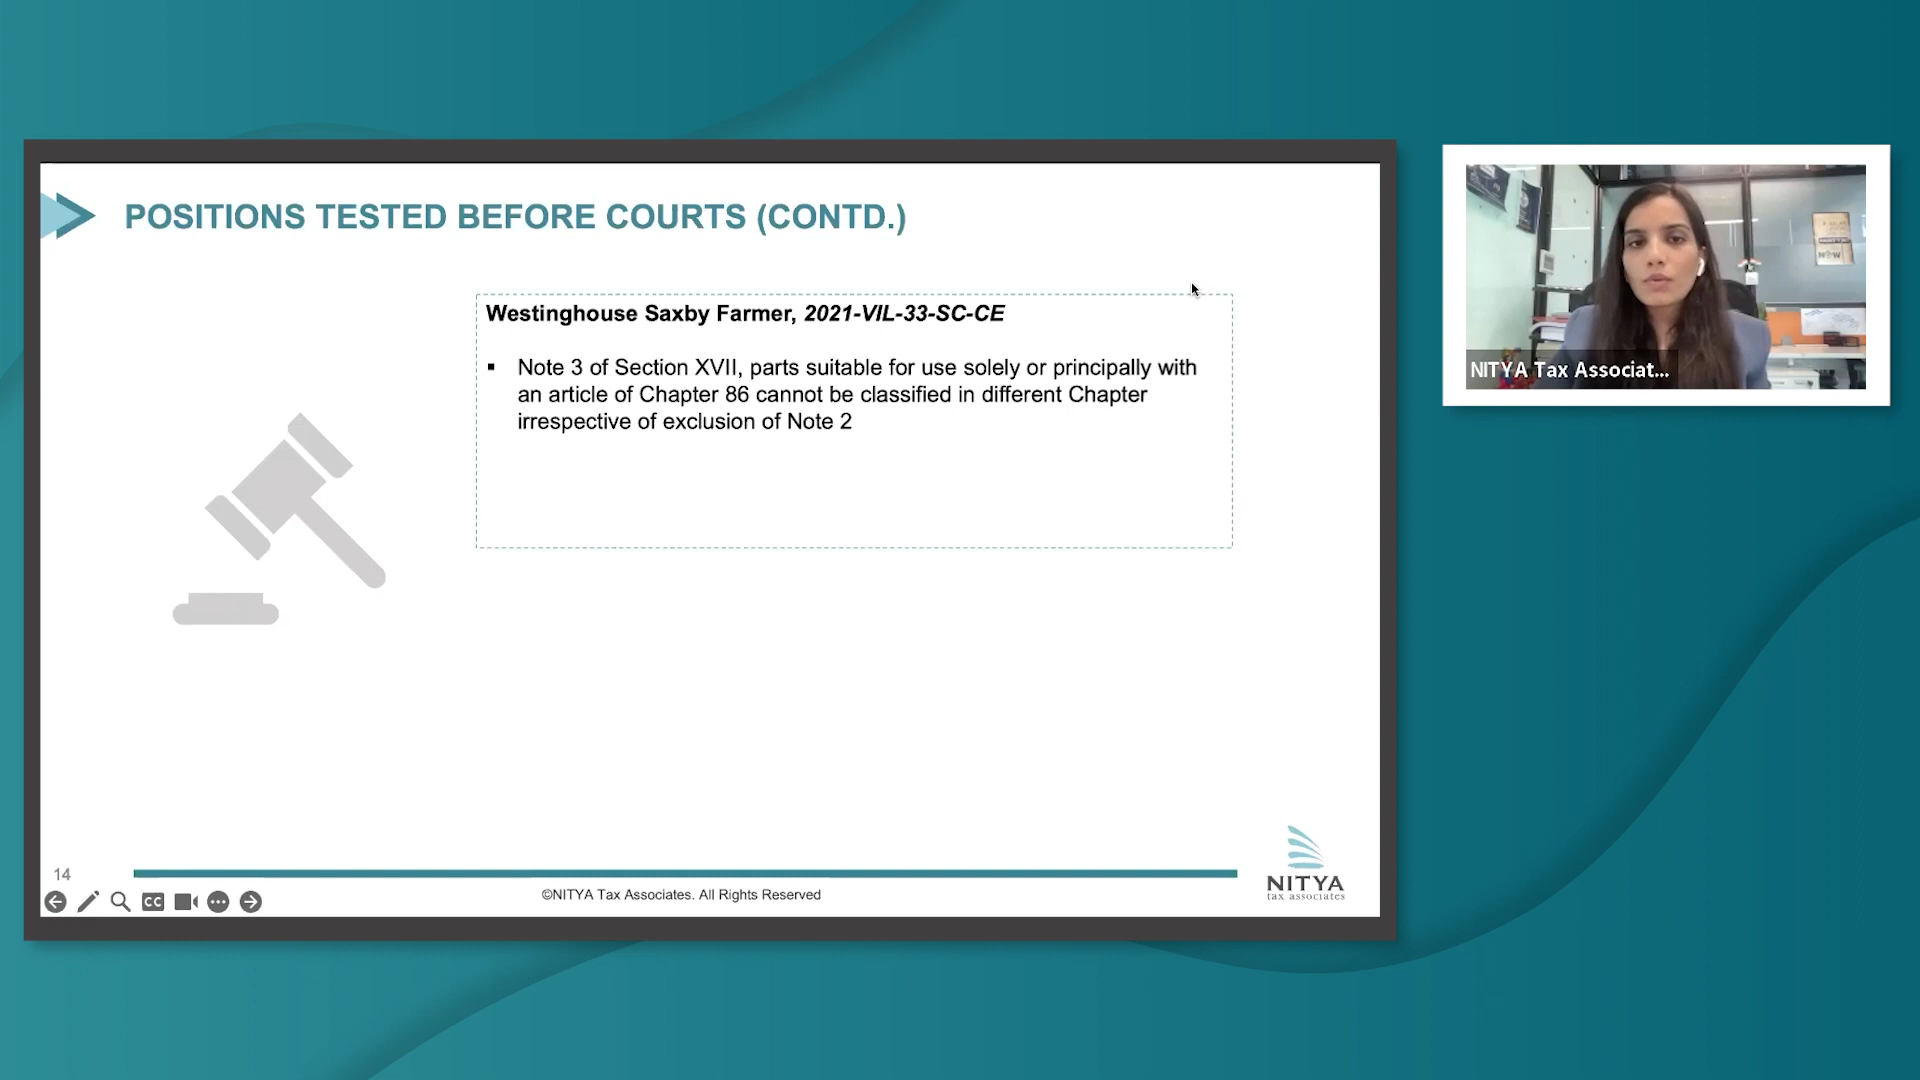 POSITIONS TESTED BEFORE COURTS (CONTD.)
Westinghouse Saxby Farmer, 2021-VIL-33-SC-CE
▪ Note 3 of Section XVII, parts suitable for use solely or principally with
an article of Chapter 86 cannot be classified in different Chapter
irrespective of exclusion of Note 2
NITYA Tax Associat...
14
CC
©NITYA Tax Associates. All Rights Reserved
NITYA
tax associates